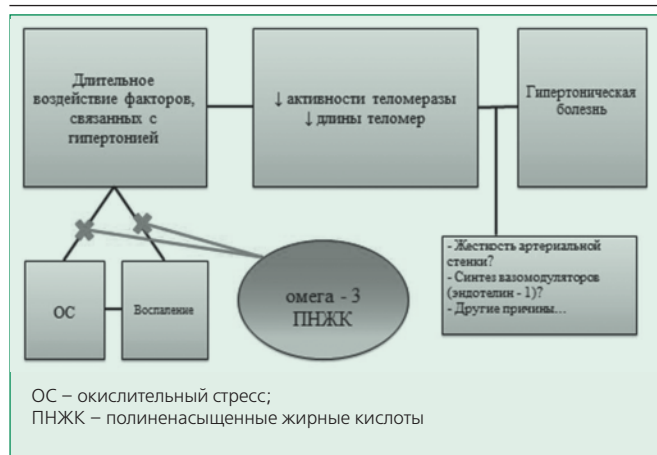 Длительное
воздействие факторов,
связанных с
гипертонией
↓ активности теломеразы
↓ длины теломер
Гипертоническая
болезнь
ОС
Воспаление
омега - 3
ПНЖК
- Жесткость артериальной
стенки?
- Синтез вазомодуляторов
(эндотелин - 1)?
- Другие причины...
ОС – окислительный стресс;
ПНЖК – полиненасыщенные жирные кислоты